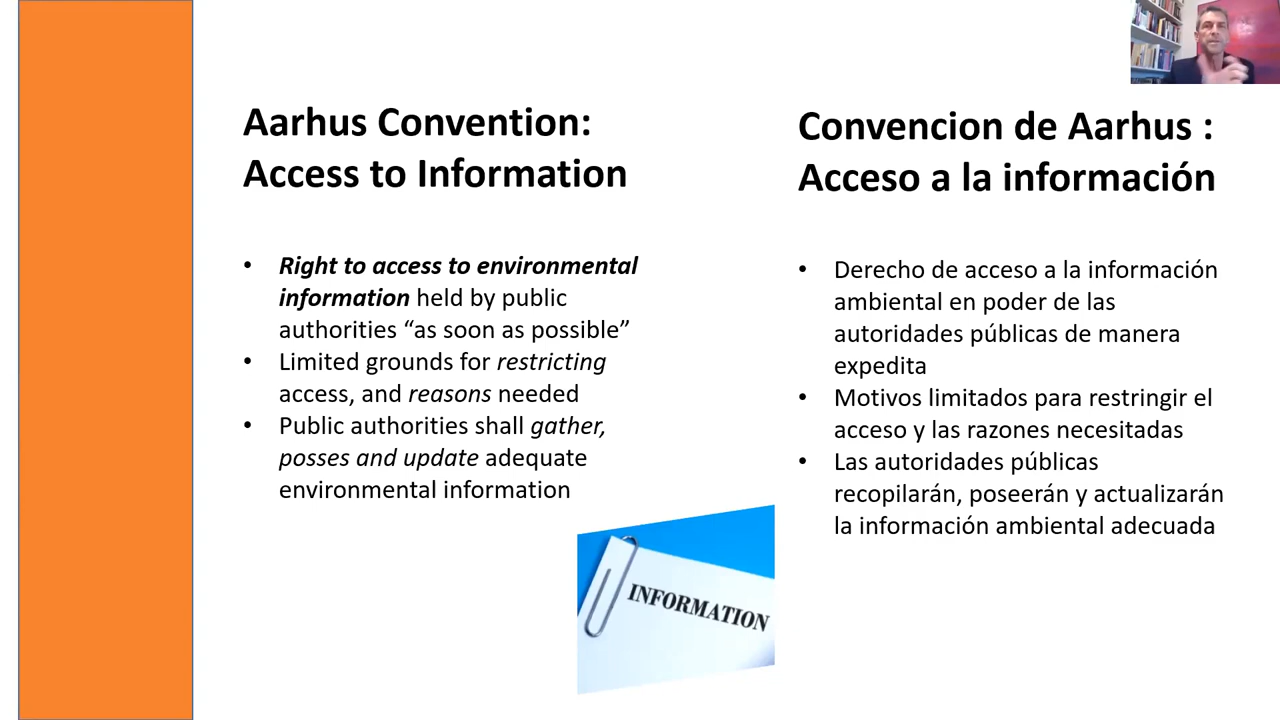 Aarhus Convention:
Access to Information
• Right to access to environmental
information held by public
authorities “as soon as possible”
• Limited grounds for restricting
access, and reasons needed
• Public authorities shall gather,
posses and update adequate
environmental information
INFORMATION
Convencion de Aarhus :
Acceso a la información
• Derecho de acceso a la información
ambiental en poder de las
autoridades públicas de manera
expedita
• Motivos limitados para restringir el
acceso y las razones necesitadas
• Las autoridades públicas
recopilarán, poseerán y actualizarán
la información ambiental adecuada